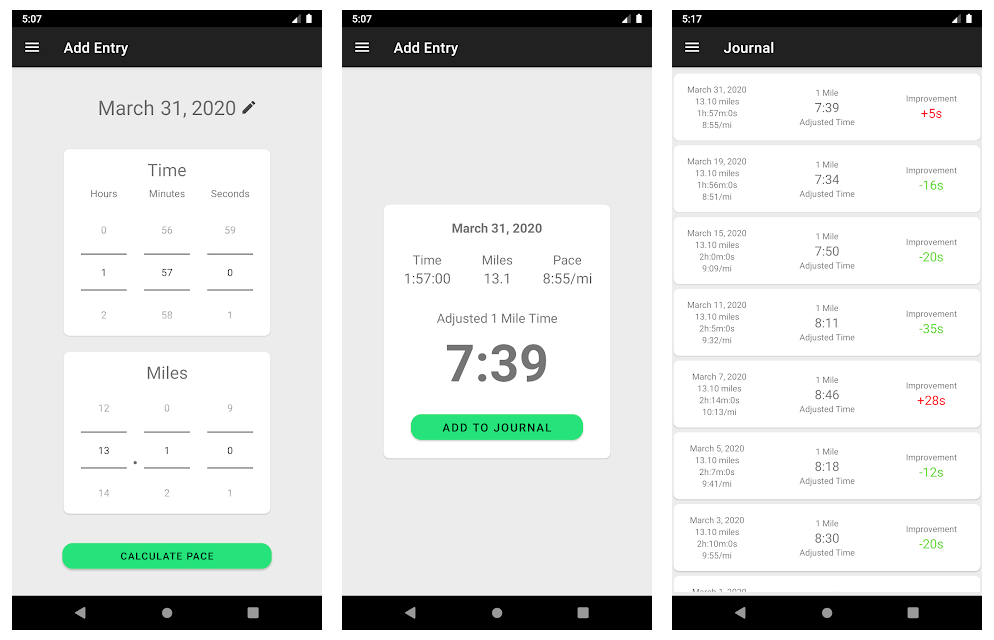 5:07
Add Entry
March 31, 2020
Time
Hours Minutes Seconds
0 56 59
1 57 0
2 58 1
Miles
12 0 9
13 . 1 0
14 2 1
CALCULATE PACE
5:07
Add Entry
March 31, 2020
Time Miles Pace
1:57:00 13.1 8:55/mi
Adjusted 1 Mile Time
7:39
ADD TO JOURNAL
5:17
Journal
March 31, 2020
13.10 miles
1h:57m:0s
8:55/mi
1 Mile
7:39
Adjusted Time
Improvement
+5s
March 19, 2020
13.10 miles
1h:56m:0s
8:51/mi
1 Mile
7:34
Adjusted Time
Improvement
-16s
March 15, 2020
13.10 miles
2h:0m:0s
9:09/mi
1 Mile
7:50
Adjusted Time
Improvement
-20s
March 11, 2020
13.10 miles
2h:5m:0s
9:32/mi
1 Mile
8:11
Adjusted Time
Improvement
-35s
March 7, 2020
13.10 miles
2h:14m:0s
10:13/mi
1 Mile
8:46
Adjusted Time
Improvement
+28s
March 5, 2020
13.10 miles
2h:7m:0s
9:41/mi
1 Mile
8:18
Adjusted Time
Improvement
-12s
March 3, 2020
13.10 miles
2h:10m:0s
9:55/mi
1 Mile
8:30
Adjusted Time
Improvement
-20s
March 1, 2020